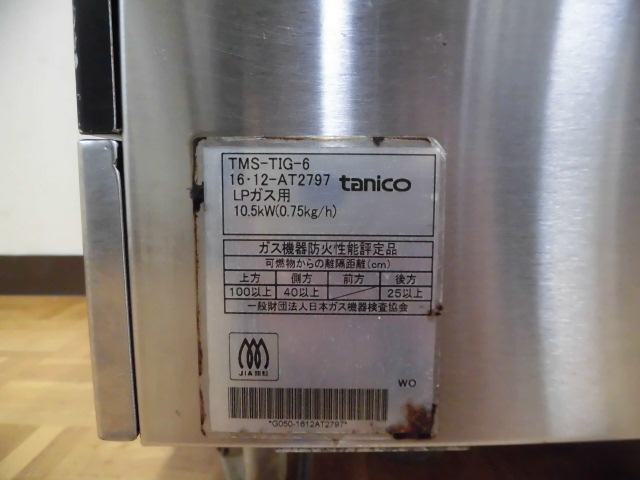 TMS-TIG-6
16・12-AT2797 tanico
LPガス用
10.5kW(0.75kg/h)
ガス機器防火性能評定品
可燃物からの離隔距離(cm)
上方 側方 前方 後方
100以上 40以上 25以上
一般財団法人日本ガス機器検査協会
JIA
WO
*G050-1612AT2797*